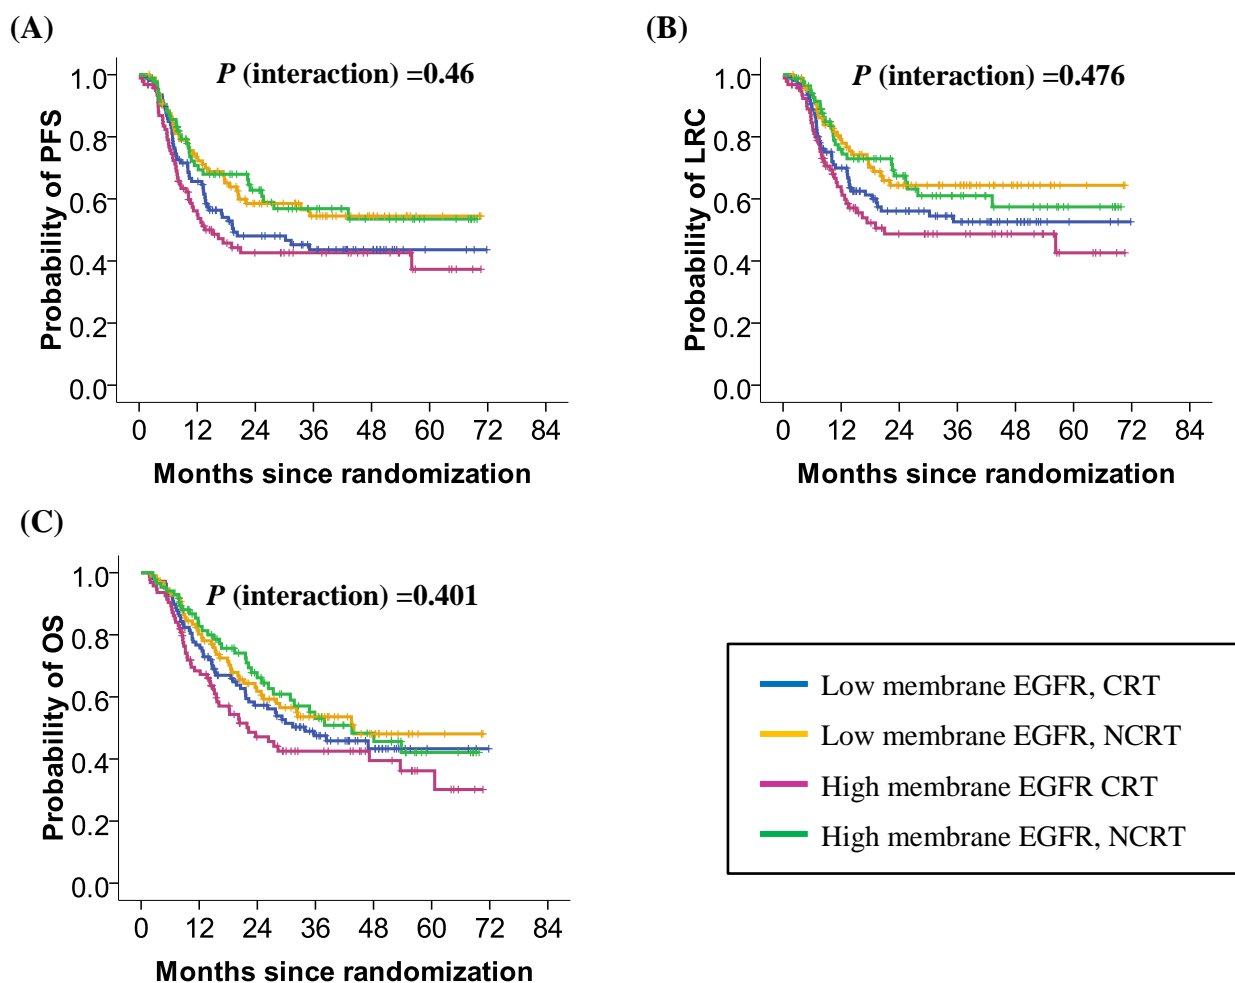 (A)
P (interaction) =0.46
Probability of PFS
1.0
0.8
0.6
0.4
0.2
0.0
0 12 24 36 48 60 72 84
Months since randomization
(B)
P (interaction) =0.476
Probability of LRC
1.0
0.8
0.6
0.4
0.2
0.0
0 12 24 36 48 60 72 84
Months since randomization
(C)
P (interaction) =0.401
Probability of OS
1.0
0.8
0.6
0.4
0.2
0.0
0 12 24 36 48 60 72 84
Months since randomization
Low membrane EGFR, CRT
Low membrane EGFR, NCRT
High membrane EGFR CRT
High membrane EGFR, NCRT